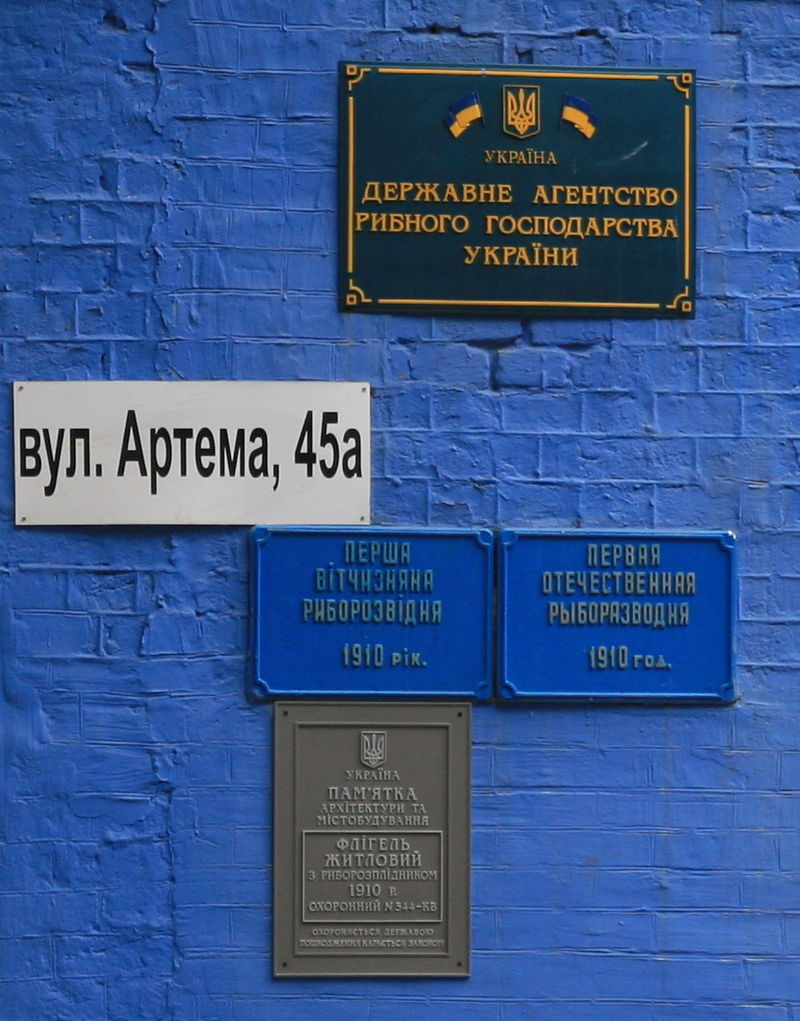 УКРАЇНА
ДЕРЖАВНЕ АГЕНТСТВО
РИБНОГО ГОСПОДАРСТВА
УКРАЇНИ
вул. Артема, 45а
ПЕРША
ВІТЧИЗНЯНА
РИБОРОЗВІДНЯ
1910 рік.
ПЕРВАЯ
ОТЕЧЕСТВЕННАЯ
РЫБОРАЗВОДНЯ
1910 год.
УКРАЇНА
ПАМ'ЯТКА
АРХІТЕКТУРИ ТА
МІСТОБУДУВАННЯ
ФЛІГЕЛЬ
ЖИТЛОВИЙ
З РИБОРОЗПЛІДНИКОМ
1910 р.
ОХОРОННИЙ N 344-КВ
ОХОРОНЯЄТЬСЯ ДЕРЖАВОЮ
ПОШКОДЖЕННЯ КАРАЄТЬСЯ ЗАКОНОМ